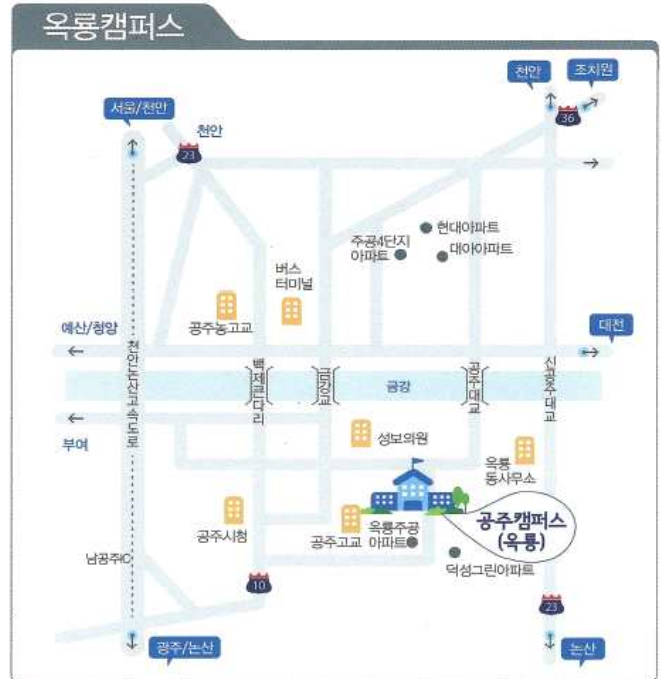 옥룡캠퍼스
천안
조치원
서울/천안
36
천안
23
현대아파트
주공4단지
아파트
대아아파트
버스
터미널
공주농고교
예산/청양
대전
천안논산고속도로
백제큰다리
금강교
금강
공주대교
신공주대교
부여
성보의원
옥룡
동사무소
공주시청
공주고교
옥룡주공
아파트
공주캠퍼스
(옥룡)
남공주IC
덕성그린아파트
10
23
광주/논산
논산